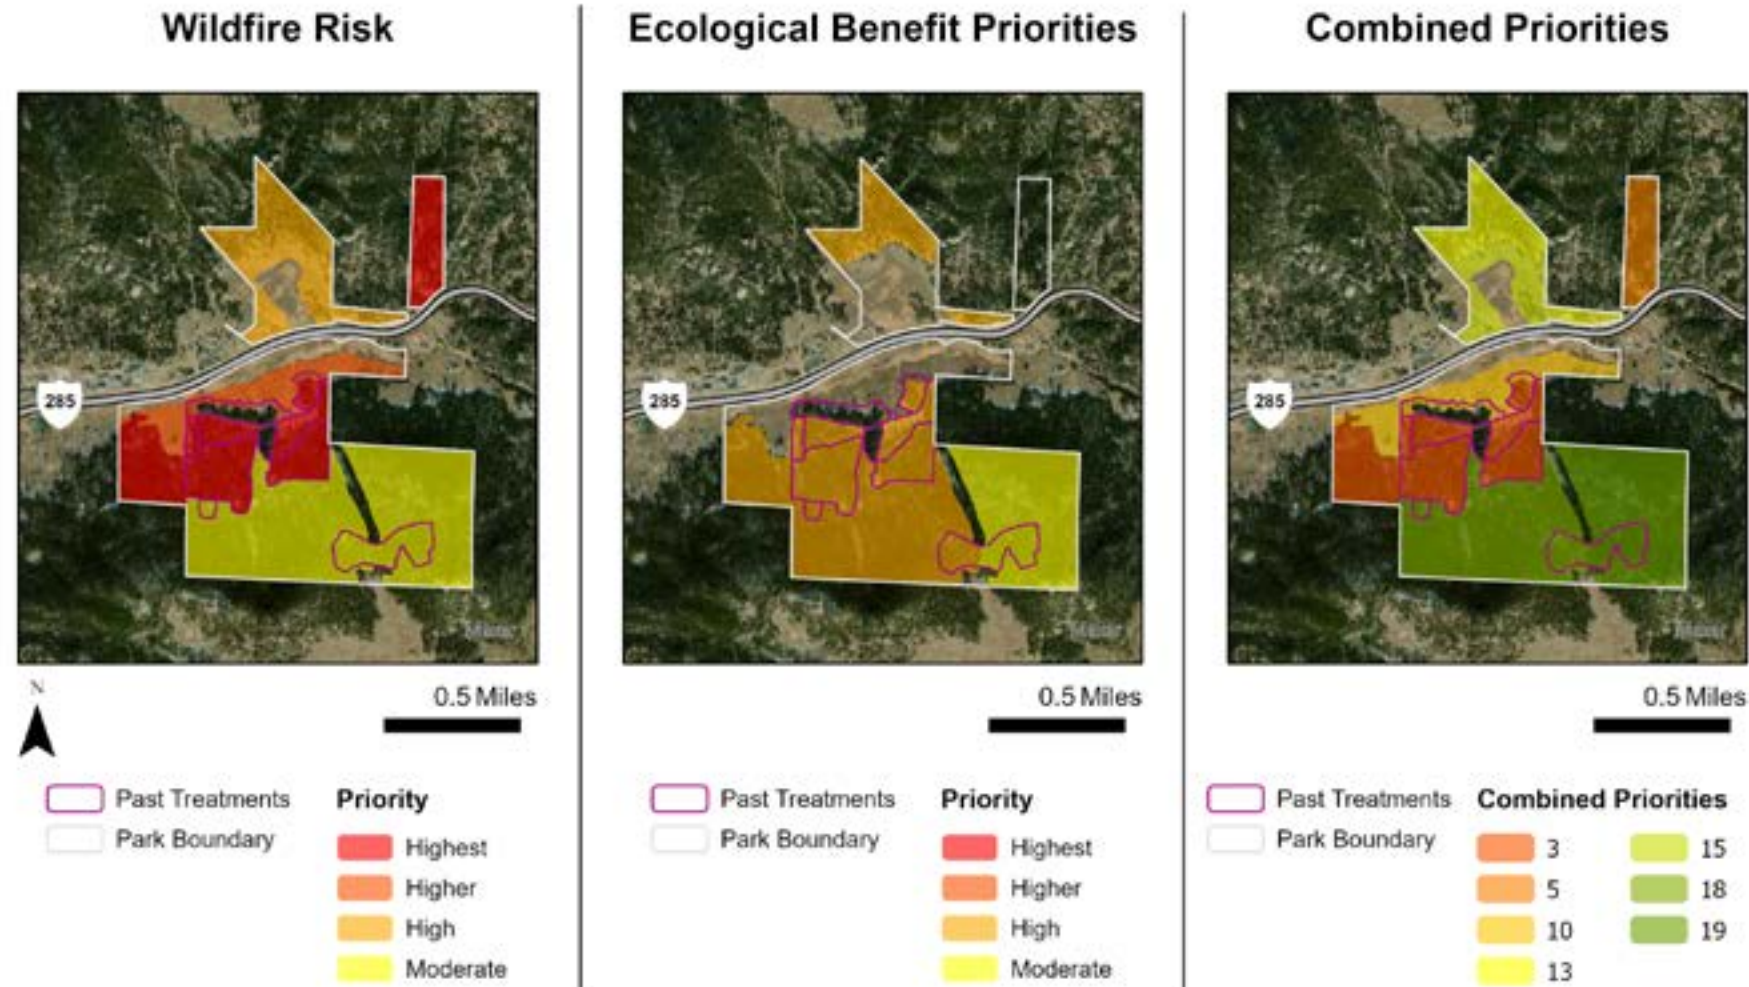 Wildfire Risk
Ecological Benefit Priorities
Combined Priorities
285
285
285
N
0.5 Miles
0.5 Miles
0.5 Miles
Past Treatments
Park Boundary
Priority
Highest
Higher
High
Moderate
Past Treatments
Park Boundary
Priority
Highest
Higher
High
Moderate
Past Treatments
Park Boundary
Combined Priorities
3
5
10
13
15
18
19